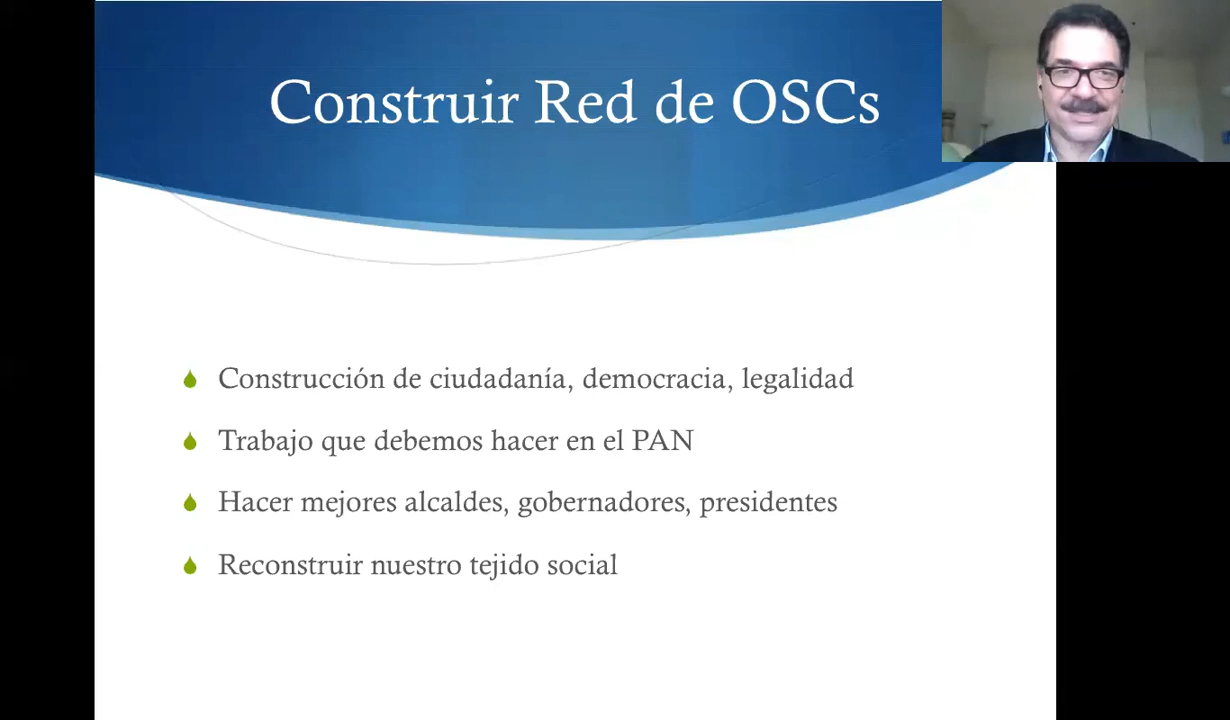 Construir Red de OSCs
Construcción de ciudadanía, democracia, legalidad
Trabajo que debemos hacer en el PAN
Hacer mejores alcaldes, gobernadores, presidentes
Reconstruir nuestro tejido social